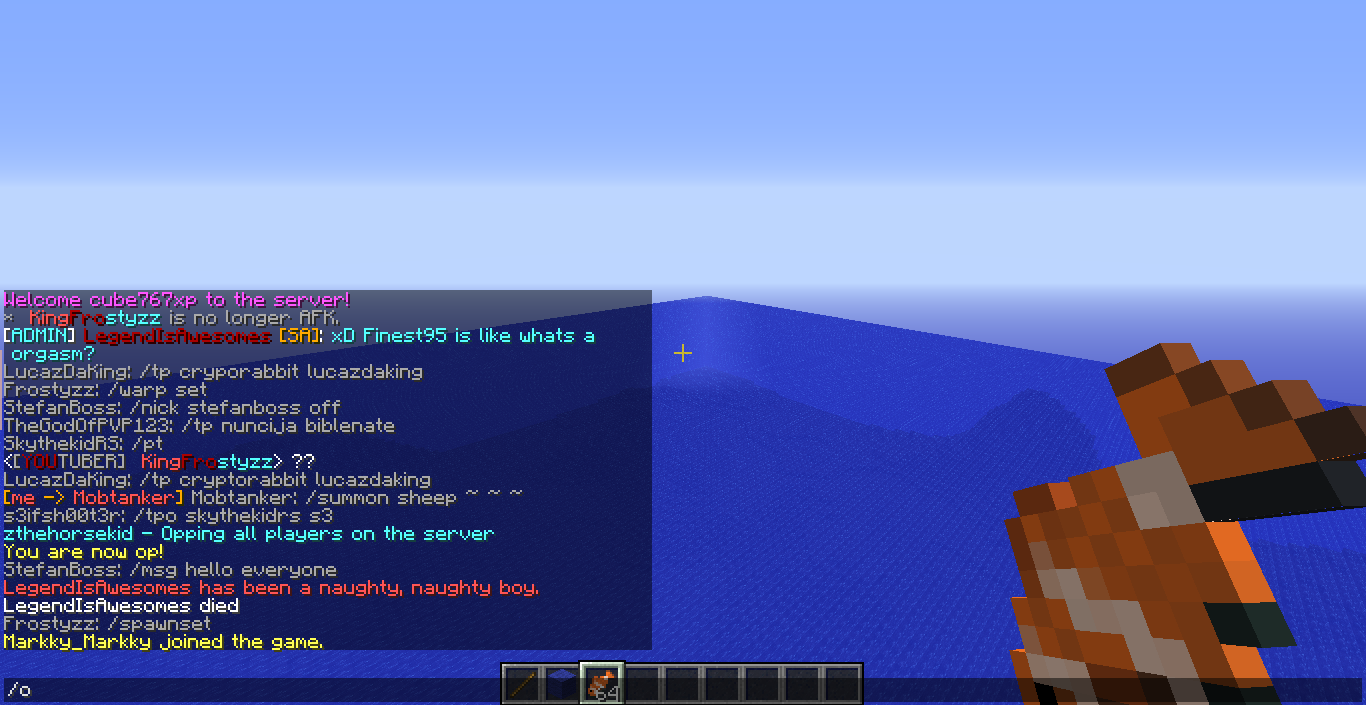 Welcome cube767xp to the server!
* KingFrostyzz is no longer AFK.
[ADMIN] LegendIsAwesomes [SA]: xD Finest95 is like whats a
orgasm?
LucazDaKing: /tp cryporabbit lucazdaking
Frostyzz: /warp set
StefanBoss: /nick stefanboss off
TheGodOfPVP123: /tp nuncija biblenate
SkythekidRS: /pt
<[YOUTUBER] KingFrostyzz> ??
LucazDaKing: /tp cryptorabbit lucazdaking
[me -> Mobtanker] Mobtanker: /summon sheep ~ ~ ~
s3ifsh00t3r: /tpo skythekidrs s3
zthehorsekid - Opping all players on the server
You are now op!
StefanBoss: /msg hello everyone
LegendIsAwesomes has been a naughty, naughty boy.
LegendIsAwesomes died
Frostyzz: /spawnset
Markky_Markky joined the game.
64
/o